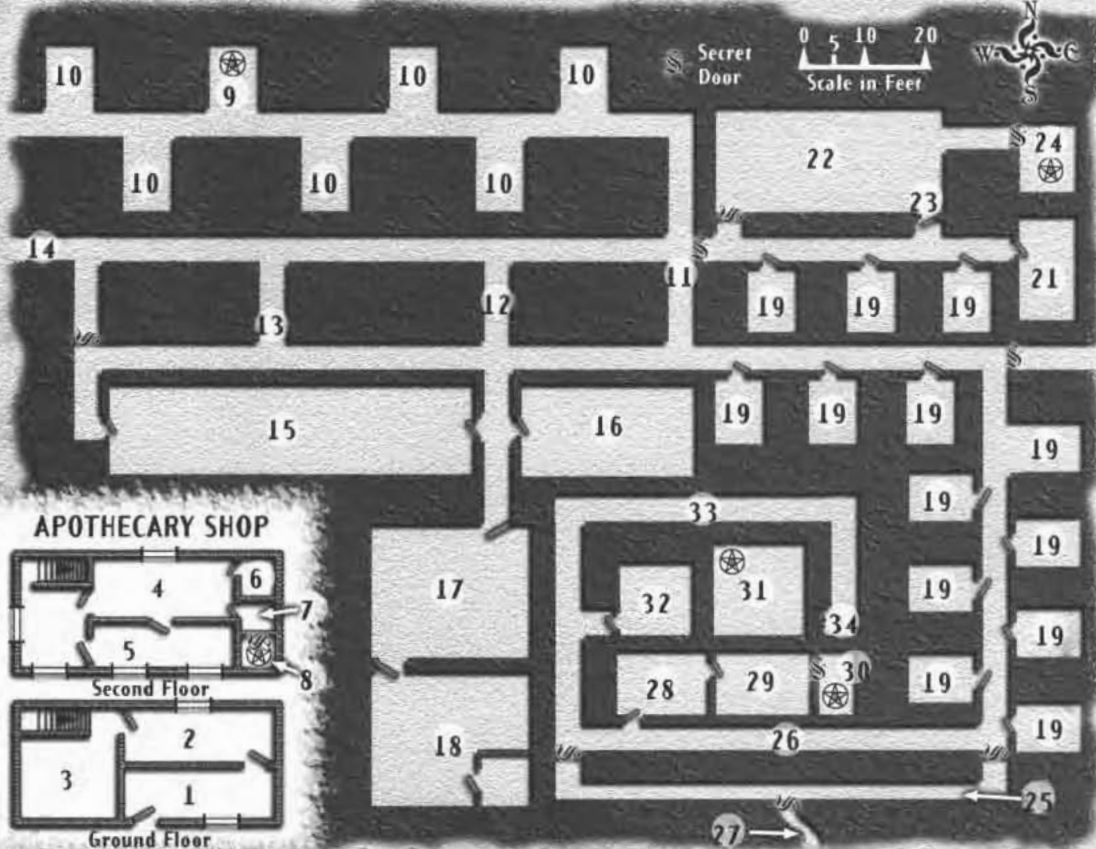 N
0 5 10 20
Secret
Door
W E
Scale in Feet
S
10 9 10 10
22 24
10 10 10
23
14 11 21
12
13 19 19 19
15 16 19 19 19
19
APOTHECARY SHOP
33 19
4 6
17 32 31 19
7
34 19
5 19
8
Second Floor
28 29 30 19
18
2 26 19
3
1
25
Ground Floor
27